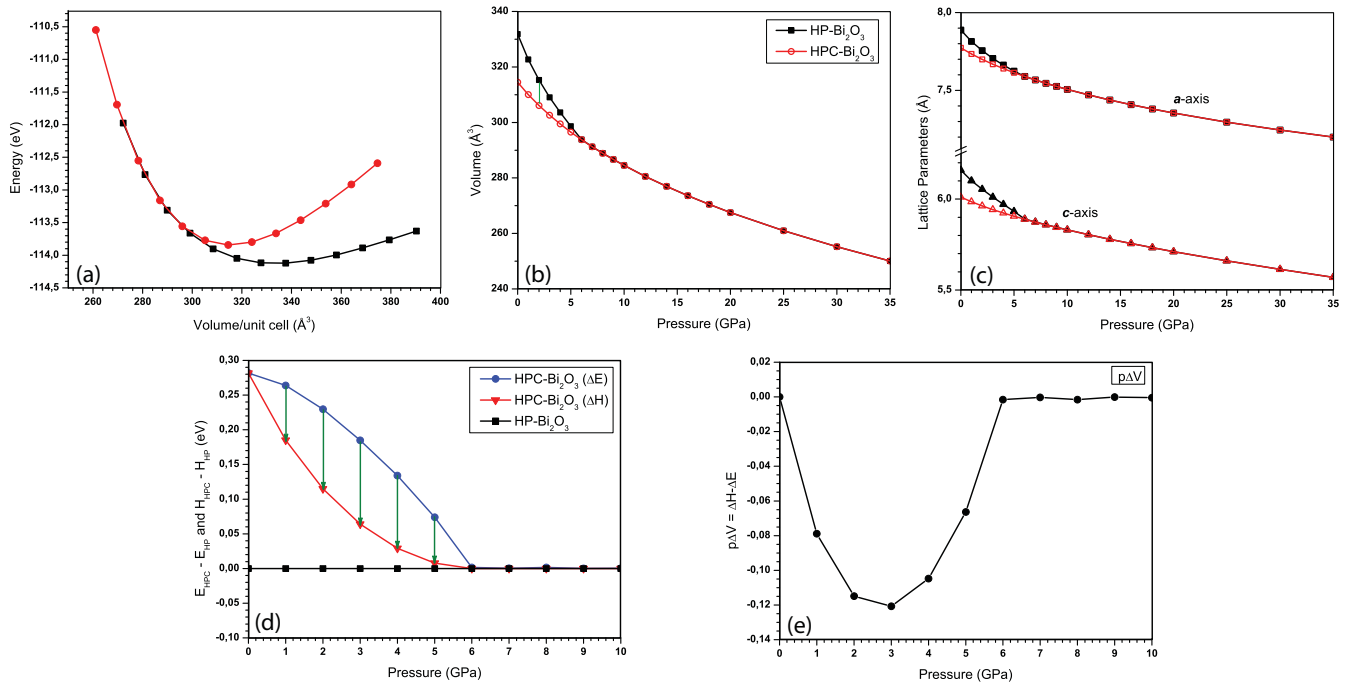 -110,5
-111,0
-111,5
-112,0
-112,5
-113,0
-113,5
-114,0
-114,5
Energy (eV)
(a)
260 280 300 320 340 360 380 400
Volume/unit cell (Å³)
360
340
320
300
280
260
240
Volume (Å³)
HP-Bi₂O₃
HPC-Bi₂O₃
(b)
0 5 10 15 20 25 30 35
Pressure (GPa)
8,0
7,5
6,0
5,5
Lattice Parameters (Å)
a-axis
c-axis
(c)
0 5 10 15 20 25 30 35
Pressure (GPa)
0,30
0,25
0,20
0,15
0,10
0,05
0,00
-0,05
0,10
E_HPC - E_HP and H_HPC - H_HP (eV)
HPC-Bi₂O₃ (ΔE)
HPC-Bi₂O₃ (ΔH)
HP-Bi₂O₃
(d)
0 1 2 3 4 5 6 7 8 9 10
Pressure (GPa)
0,02
0,00
-0,02
-0,04
-0,06
-0,08
-0,10
-0,12
-0,14
pΔV = ΔH-ΔE
pΔV
(e)
0 1 2 3 4 5 6 7 8 9 10
Pressure (GPa)